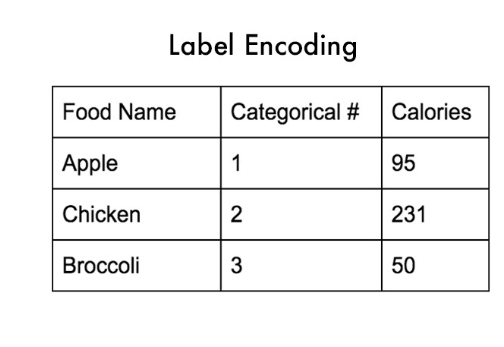 Label Encoding
Food Name Categorical # Calories
Apple 1 95
Chicken 2 231
Broccoli 3 50